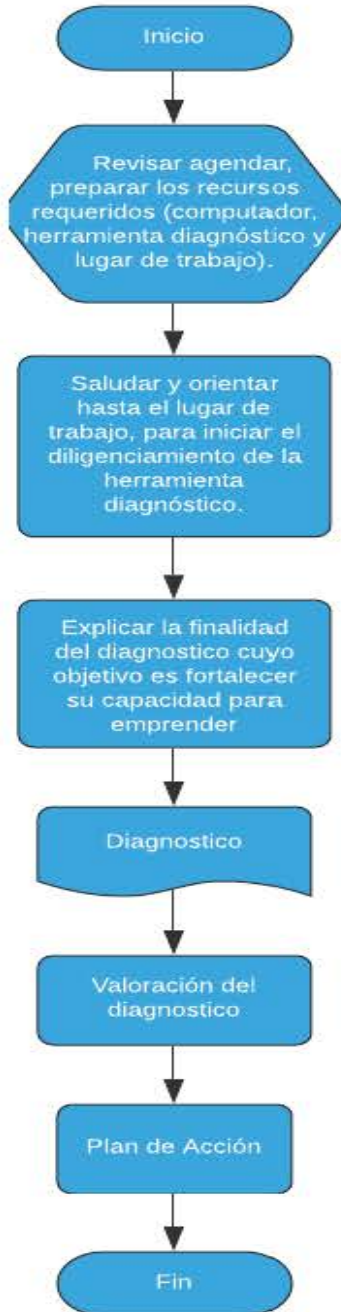 Inicio
Revisar agendar,
preparar los recursos
requeridos (computador,
herramienta diagnóstico y
lugar de trabajo).
Saludar y orientar
hasta el lugar de
trabajo, para iniciar el
diligenciamiento de la
herramienta
diagnóstico.
Explicar la finalidad
del diagnostico cuyo
objetivo es fortalecer
su capacidad para
emprender
Diagnostico
Valoración del
diagnostico
Plan de Acción
Fin